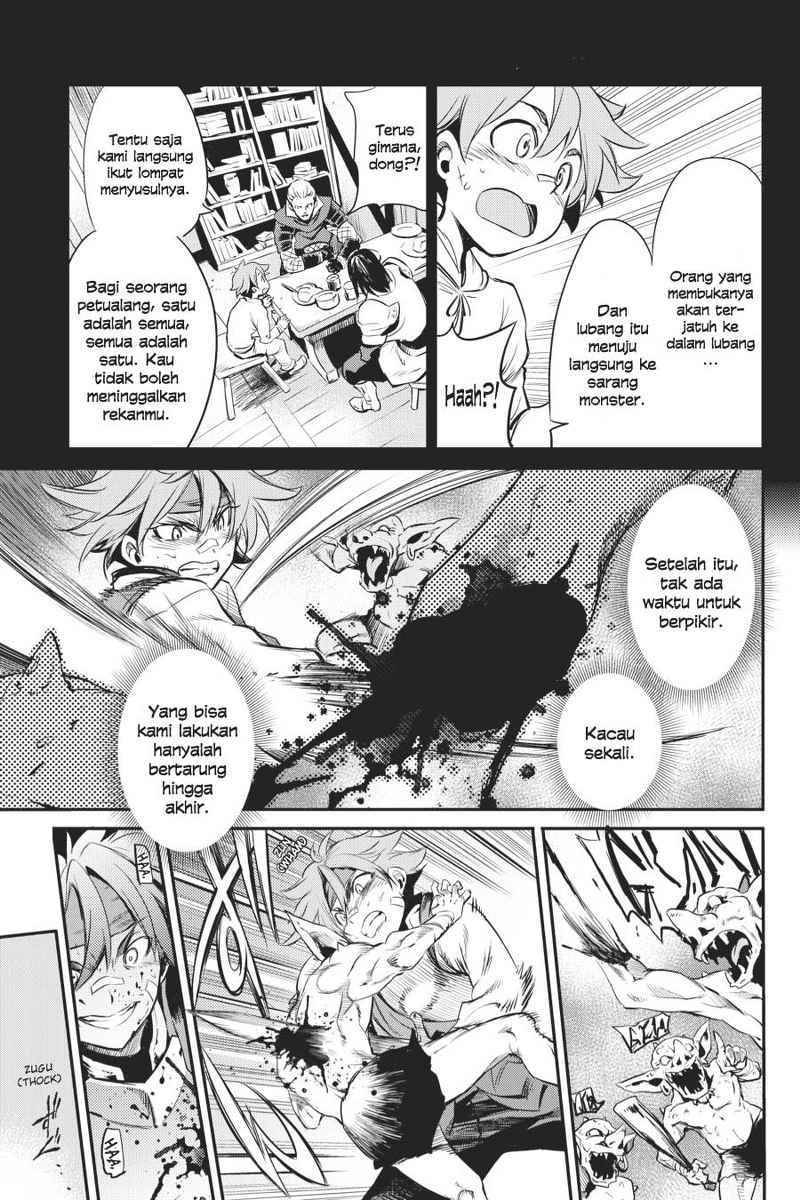 Orang yang
membukanya
akan ter-
jatuh ke
dalam lubang
...
Dan
lubang itu
menuju
langsung ke
sarang
monster.
Haah?!
Terus
gimana,
dong?!
Tentu saja
kami langsung
ikut lompat
menyusulnya.
Bagi seorang
petualang, satu
adalah semua,
semua adalah
satu. Kau
tidak boleh
meninggalkan
rekanmu.
Setelah itu,
tak ada
waktu untuk
berpikir.
Kacau
sekali.
Yang bisa
kami lakukan
hanyalah
bertarung
hingga
akhir.
HAA..
HAA..
ZUGU
(THOCK)